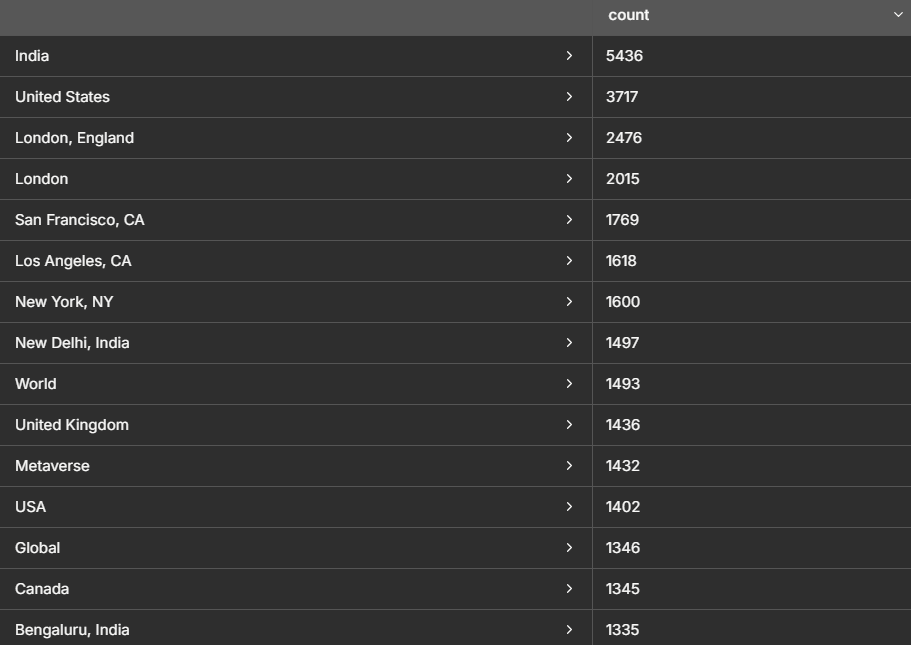 count
India 5436
United States 3717
London, England 2476
London 2015
San Francisco, CA 1769
Los Angeles, CA 1618
New York, NY 1600
New Delhi, India 1497
World 1493
United Kingdom 1436
Metaverse 1432
USA 1402
Global 1346
Canada 1345
Bengaluru, India 1335